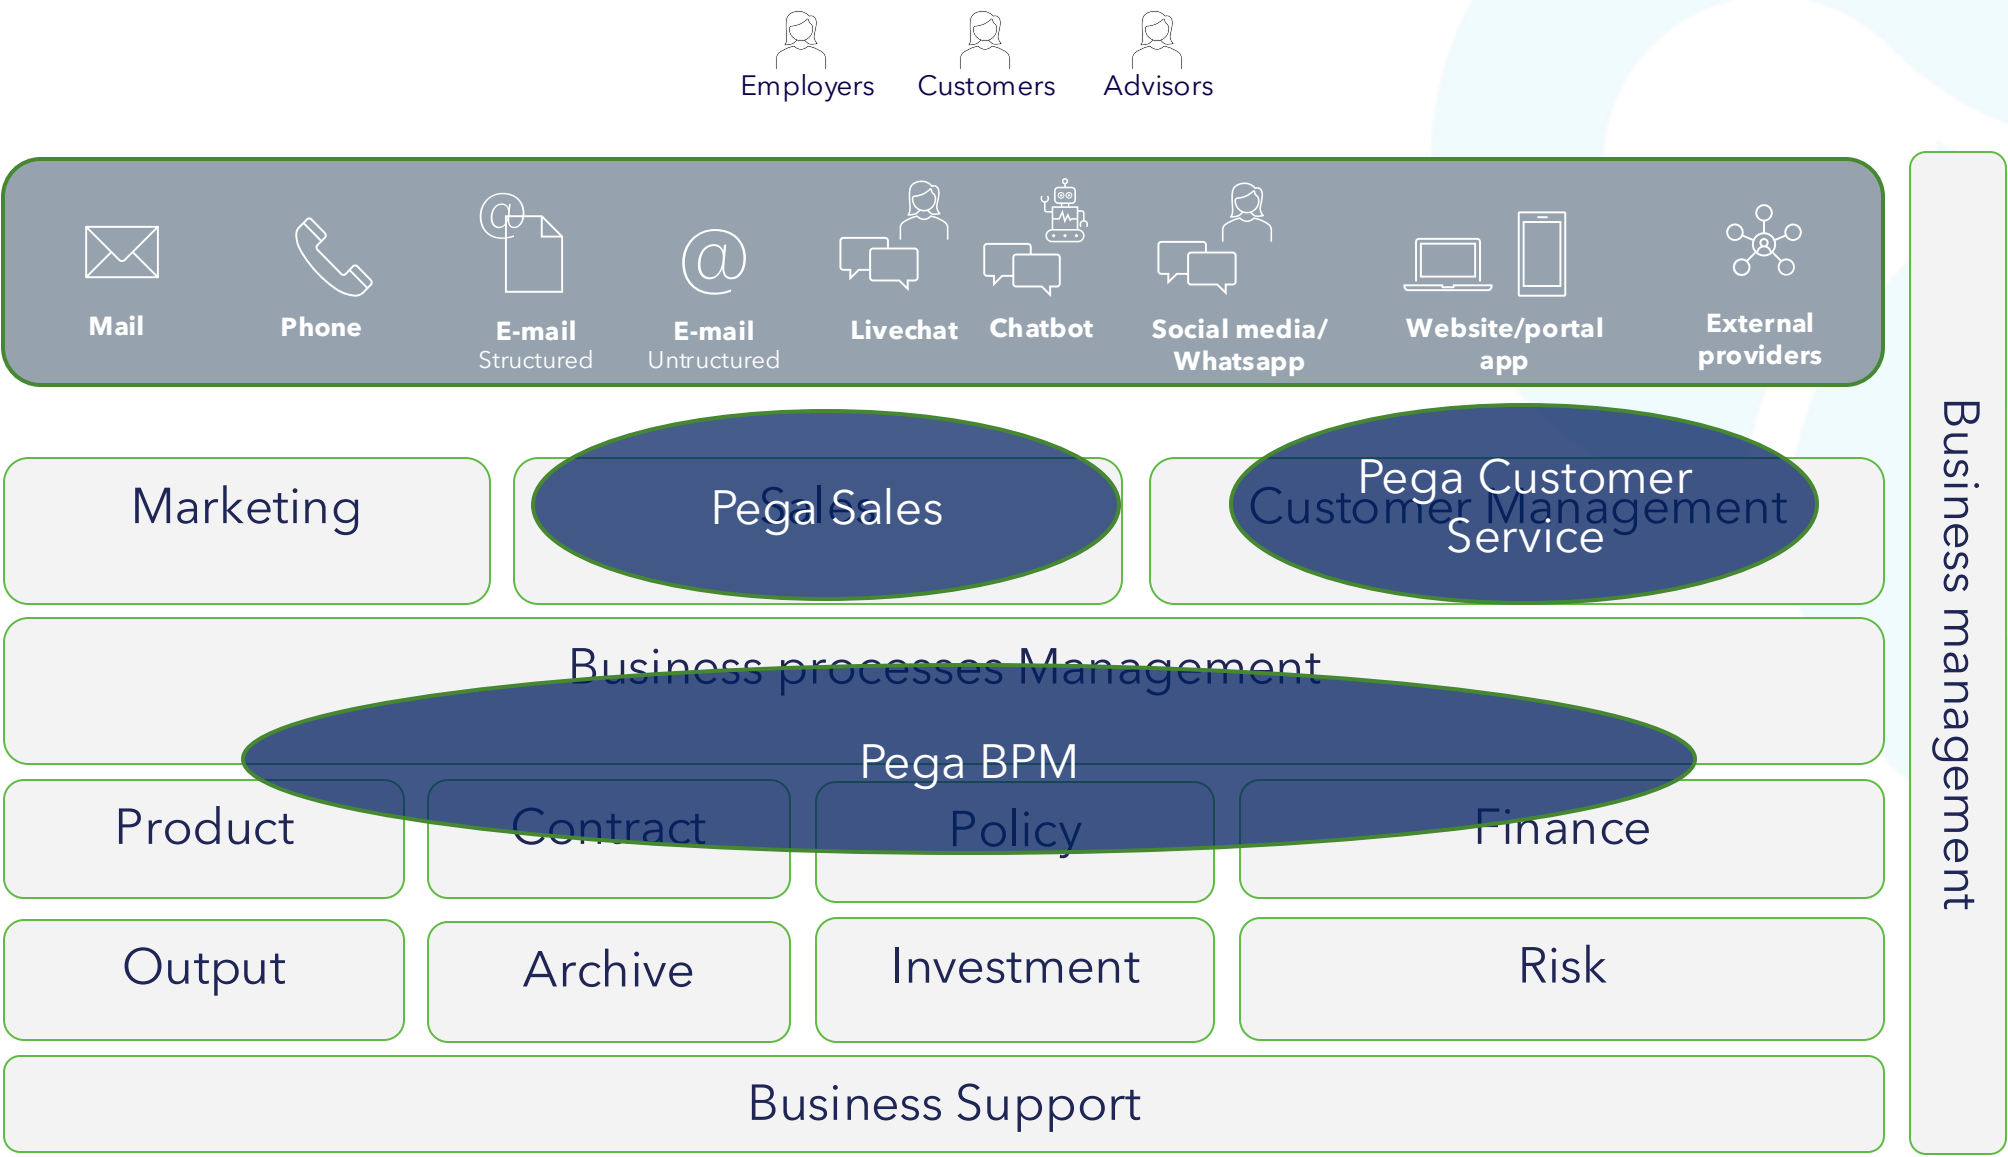 Employers
Customers
Advisors
Mail
Phone
E-mail
Structured
E-mail
Untructured
Livechat
Chatbot
Social media/
Whatsapp
Website/portal
app
External
providers
Marketing
Sales
Pega Sales
Customer Management
Pega Customer
Service
Business processes Management
Pega BPM
Product
Contract
Policy
Finance
Output
Archive
Investment
Risk
Business Support
Business management